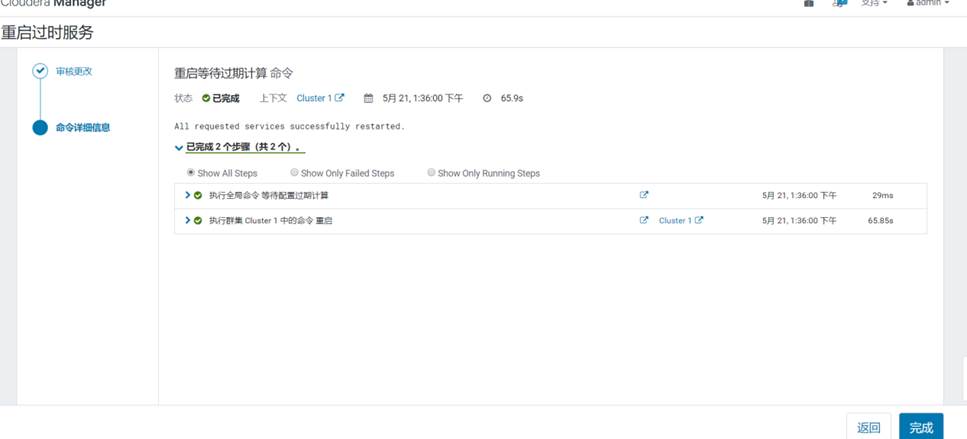 Cloudera Manager
支持 admin
重启过时服务
审核更改
命令详细信息
重启等待过期计算 命令
状态 已完成 上下文 Cluster 1 5月 21, 1:36:00 下午 65.9s
All requested services successfully restarted.
已完成 2 个步骤（共 2 个）。
Show All Steps Show Only Failed Steps Show Only Running Steps
执行全局命令 等待配置过期计算 5月 21, 1:36:00 下午 29ms
执行群集 Cluster 1 中的命令 重启 Cluster 1 5月 21, 1:36:00 下午 65.85s
返回 完成